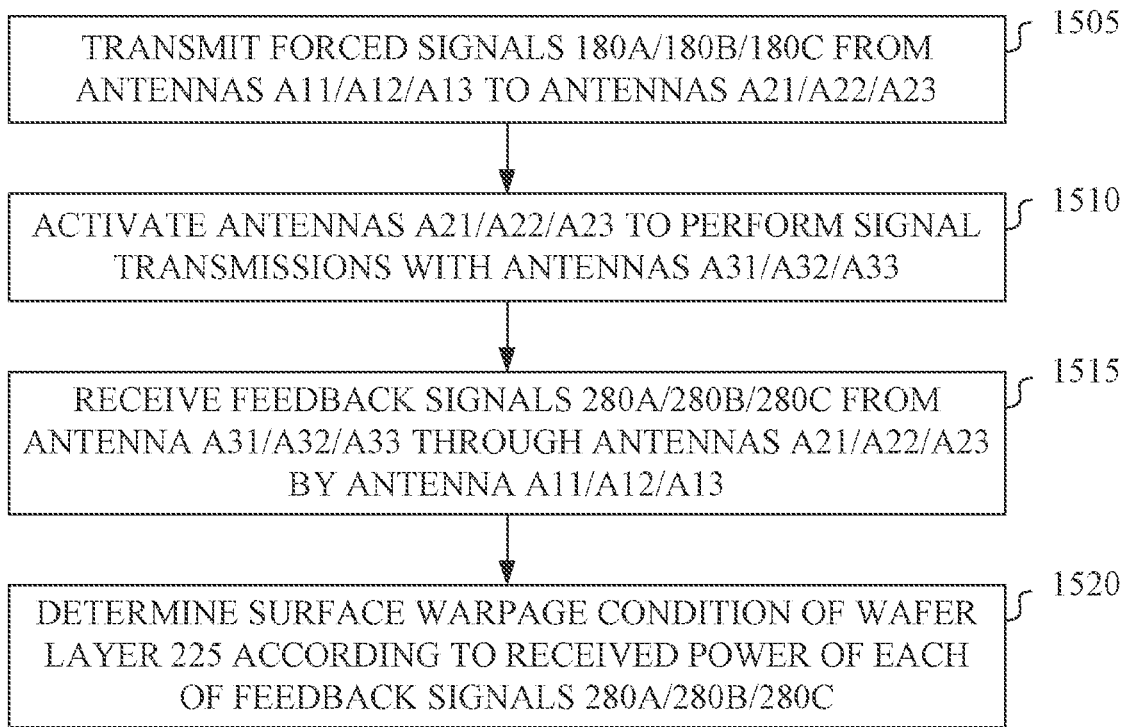 1505
TRANSMIT FORCED SIGNALS 180A/180B/180C FROM
ANTENNAS A11/A12/A13 TO ANTENNAS A21/A22/A23
1510
ACTIVATE ANTENNAS A21/A22/A23 TO PERFORM SIGNAL
TRANSMISSIONS WITH ANTENNAS A31/A32/A33
1515
RECEIVE FEEDBACK SIGNALS 280A/280B/280C FROM
ANTENNA A31/A32/A33 THROUGH ANTENNAS A21/A22/A23
BY ANTENNA A11/A12/A13
1520
DETERMINE SURFACE WARPAGE CONDITION OF WAFER
LAYER 225 ACCORDING TO RECEIVED POWER OF EACH
OF FEEDBACK SIGNALS 280A/280B/280C